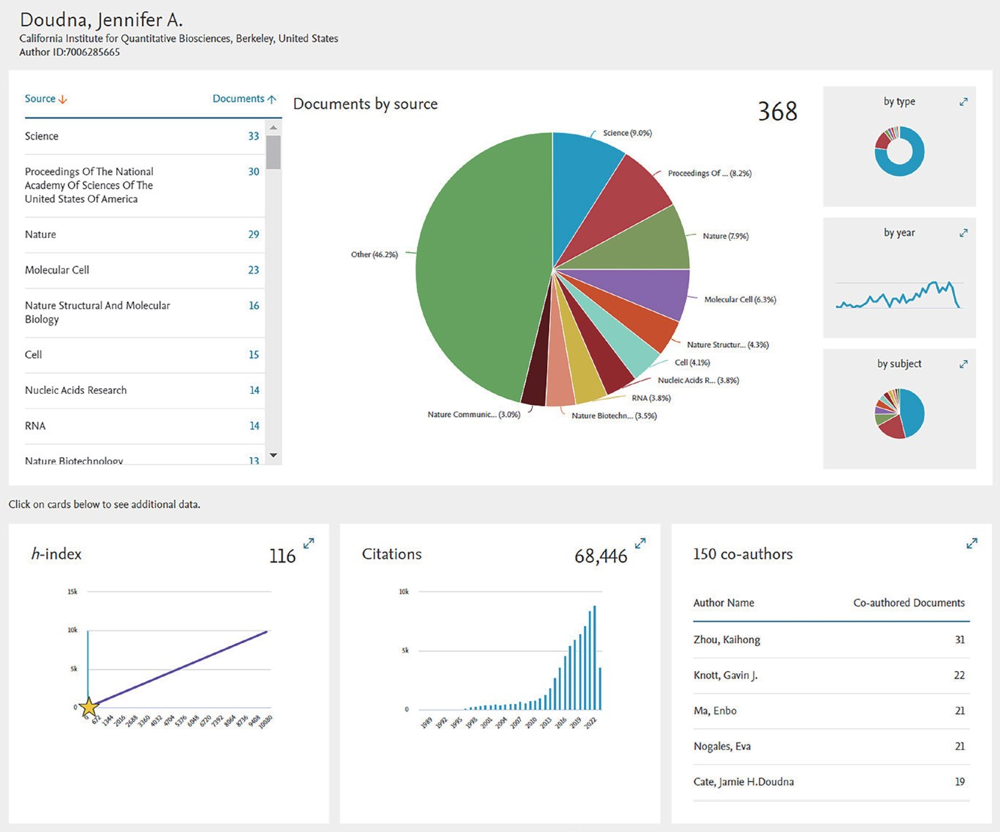 Doudna, Jennifer A.
California Institute for Quantitative Biosciences, Berkeley, United States
Author ID:7006285665
Source
Documents
Science 33
Proceedings Of The National
Academy Of Sciences Of The
United States Of America
30
Nature 29
Molecular Cell 23
Nature Structural And Molecular
Biology
16
Cell 15
Nucleic Acids Research 14
RNA 14
Nature Biotechnology 13
Documents by source
368
Science (9.0%)
Proceedings Of ... (8.2%)
Nature (7.9%)
Other (46.2%)
Molecular Cell (6.3%)
Nature Structur... (4.3%)
Cell (4.1%)
Nucleic Acids R... (3.8%)
RNA (3.8%)
Nature Communic... (3.0%)
Nature Biotechn... (3.5%)
by type
by year
by subject
Click on cards below to see additional data.
h-index
116
15k
10k
5k
0
0 672 1344 2016 2688 3360 4032 4704 5376 6048 6720 7392 8064 8736 9408 10080
Citations
68,446
10k
5k
0
1989 1992 1995 1998 2001 2004 2007 2010 2013 2016 2019 2022
150 co-authors
Author Name Co-authored Documents
Zhou, Kaihong 31
Knott, Gavin J. 22
Ma, Enbo 21
Nogales, Eva 21
Cate, Jamie H.Doudna 19